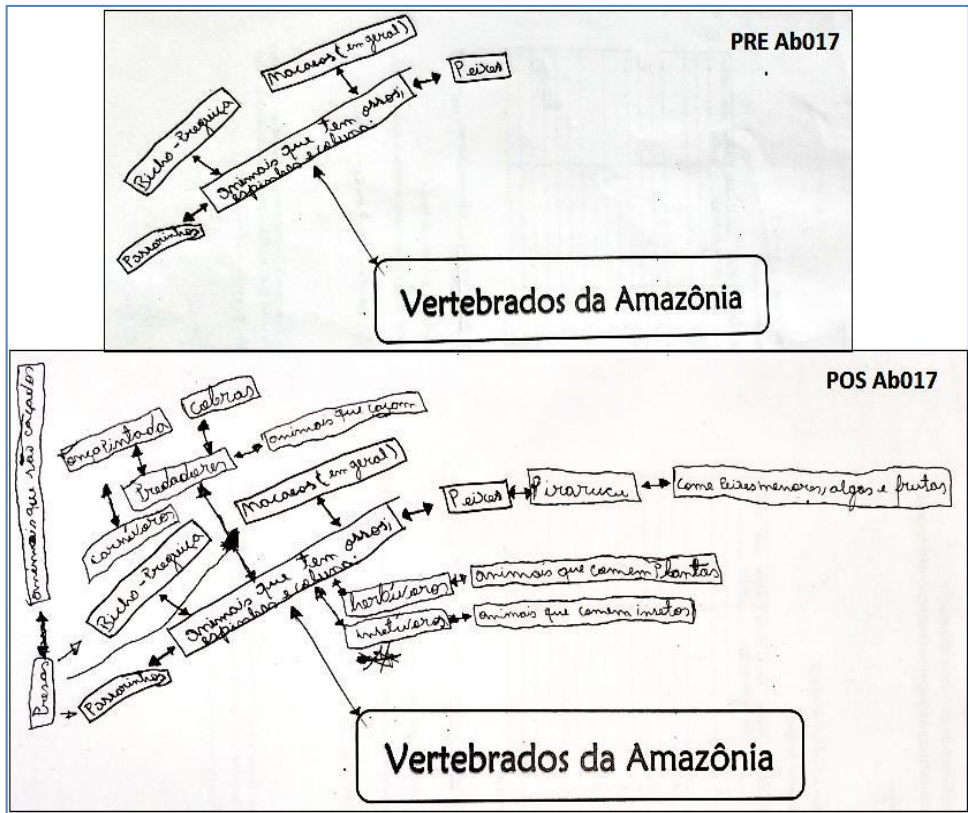 PRE Ab017
Macacos (em geral)
Peixes
Bicho-Preguiça
animais que tem ossos,
espinhas e coluna.
Passarinhos
Vertebrados da Amazônia
POS Ab017
animais que são caçados
onça Pintada
cobras
animais que caçam
Predadores
Macacos (em geral)
Peixes
Pirarucu
come Peixes menores, algas e frutas
carnívoros
Bicho-Preguiça
animais que tem ossos,
espinhas e coluna.
herbívoros
animais que comem Plantas
insetívoros
animais que comem insetos
Presas
Passarinhos
Vertebrados da Amazônia